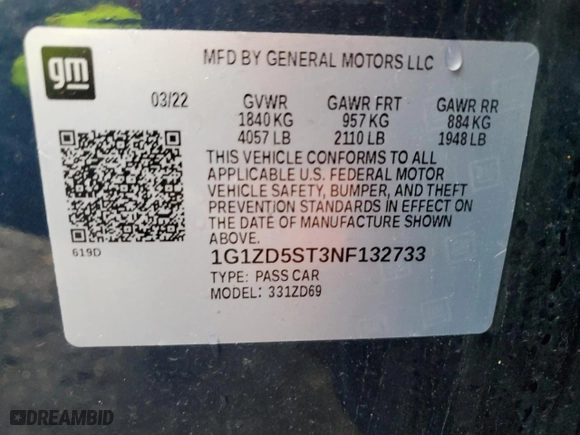 gm
MFD BY GENERAL MOTORS LLC
03/22 GVWR GAWR FRT GAWR RR
1840 KG 957 KG 884 KG
4057 LB 2110 LB 1948 LB
THIS VEHICLE CONFORMS TO ALL
APPLICABLE U.S. FEDERAL MOTOR
VEHICLE SAFETY, BUMPER, AND THEFT
PREVENTION STANDARDS IN EFFECT ON
THE DATE OF MANUFACTURE SHOWN
ABOVE.
619D
1G1ZD5ST3NF132733
TYPE: PASS CAR
MODEL: 331ZD69
DREAMBID